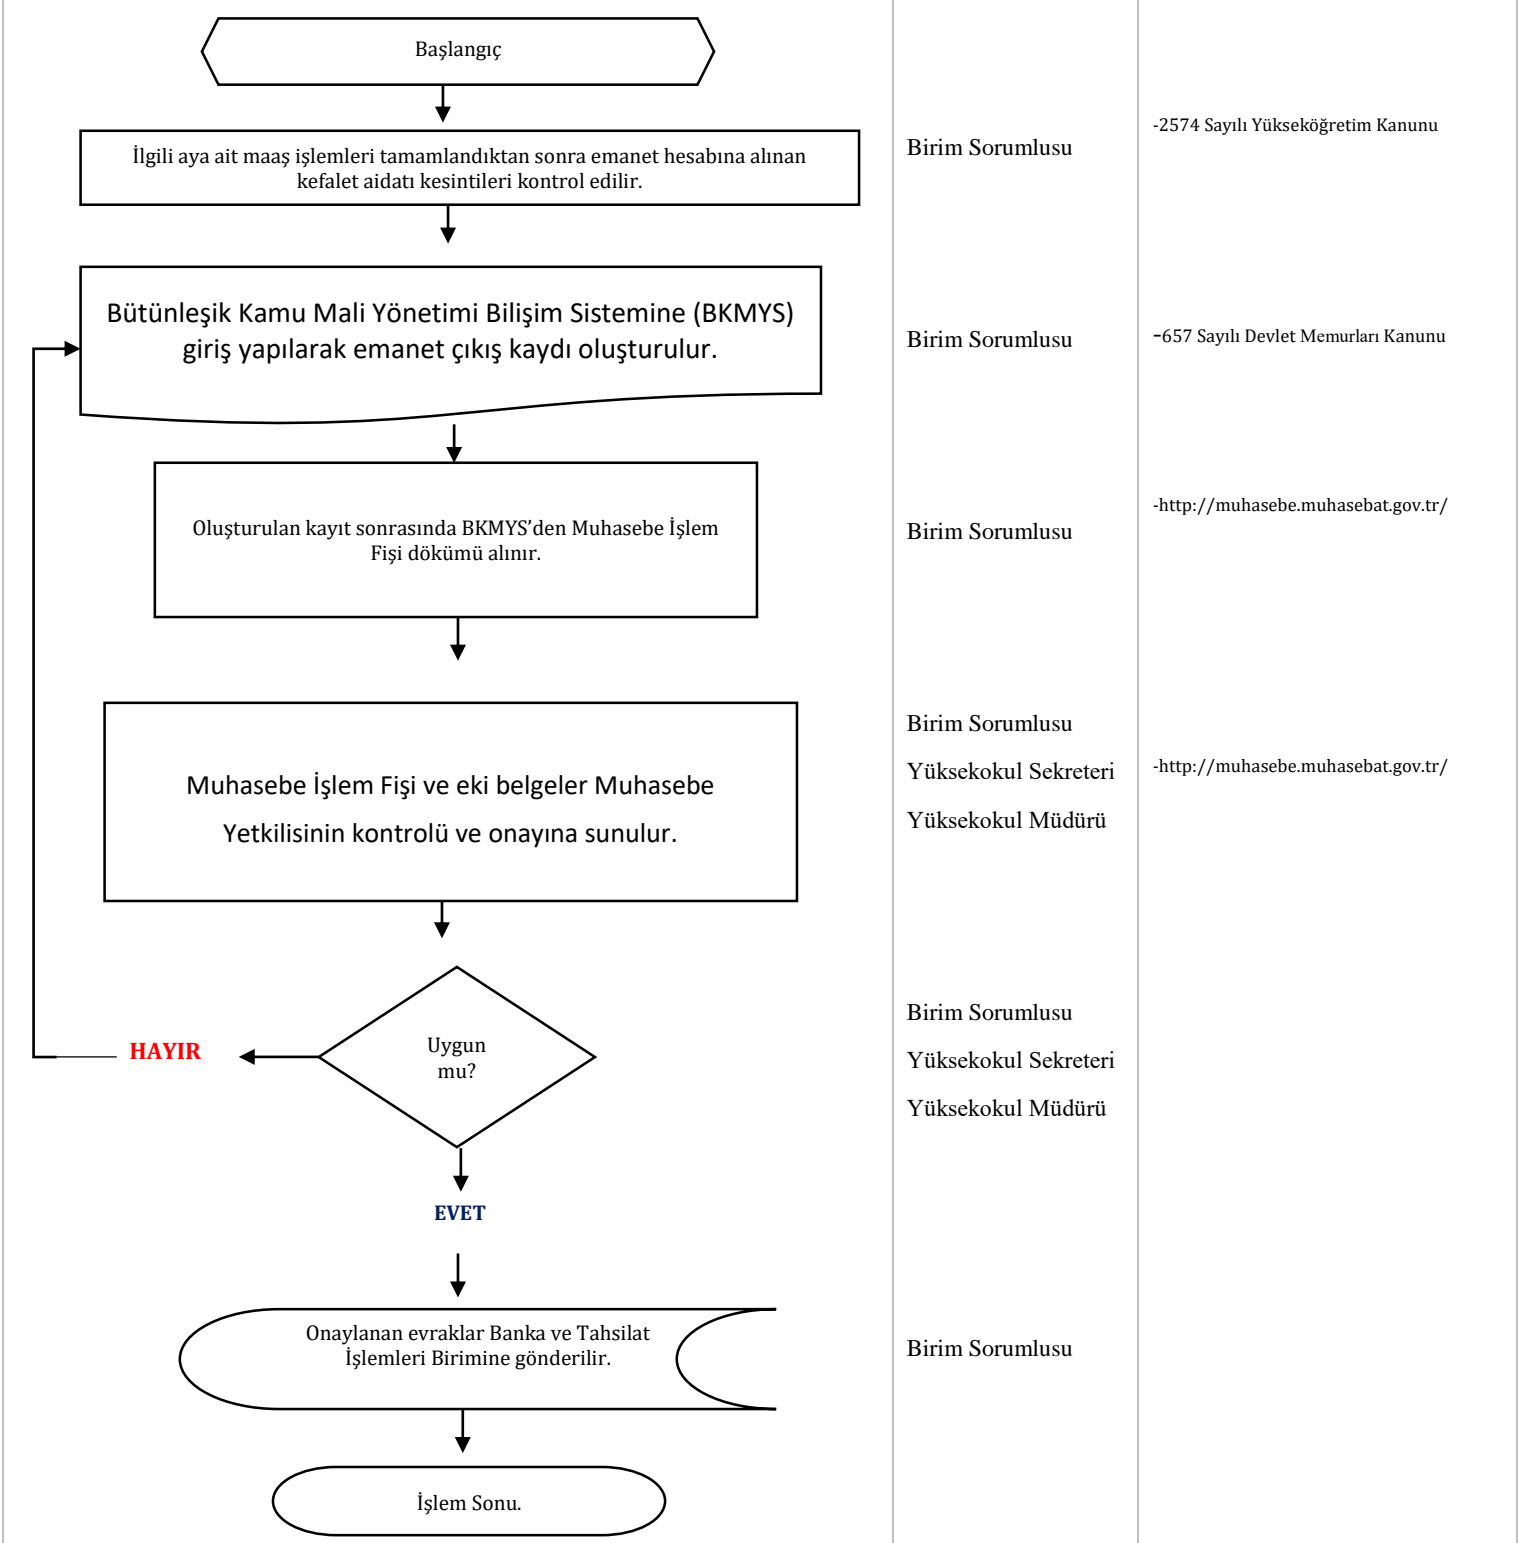 Başlangıç
İlgili aya ait maaş işlemleri tamamlandıktan sonra emanet hesabına alınan
kefalet aidatı kesintileri kontrol edilir.
Birim Sorumlusu
-2574 Sayılı Yükseköğretim Kanunu
Bütünleşik Kamu Mali Yönetimi Bilişim Sistemine (BKMYS)
giriş yapılarak emanet çıkış kaydı oluşturulur.
Birim Sorumlusu
-657 Sayılı Devlet Memurları Kanunu
Oluşturulan kayıt sonrasında BKMYS’den Muhasebe İşlem
Fişi dökümü alınır.
Birim Sorumlusu
-http://muhasebe.muhasebat.gov.tr/
Muhasebe İşlem Fişi ve eki belgeler Muhasebe
Yetkilisinin kontrolü ve onayına sunulur.
Birim Sorumlusu
Yüksekokul Sekreteri
Yüksekokul Müdürü
-http://muhasebe.muhasebat.gov.tr/
Uygun
mu?
HAYIR
Birim Sorumlusu
Yüksekokul Sekreteri
Yüksekokul Müdürü
EVET
Onaylanan evraklar Banka ve Tahsilat
İşlemleri Birimine gönderilir.
Birim Sorumlusu
İşlem Sonu.